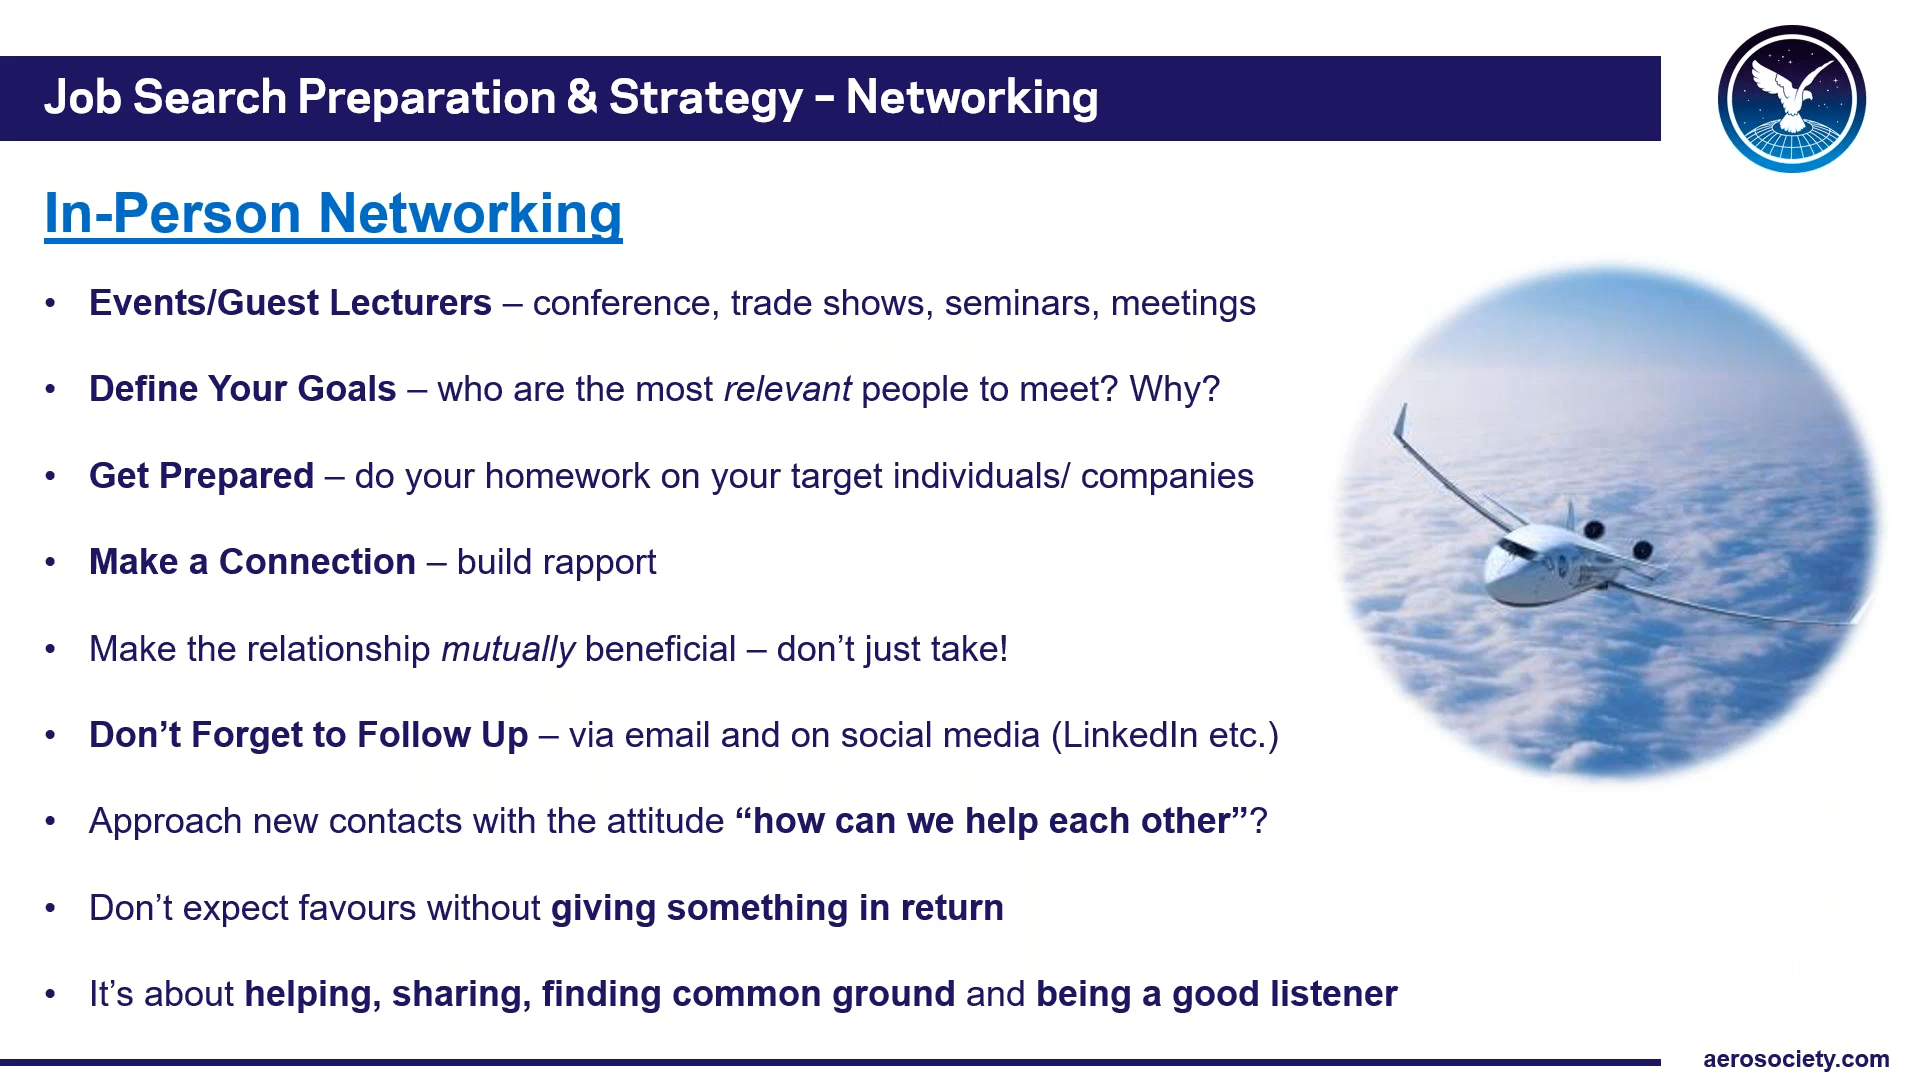 Job Search Preparation & Strategy – Networking
In-Person Networking
• Events/Guest Lecturers – conference, trade shows, seminars, meetings
• Define Your Goals – who are the most relevant people to meet? Why?
• Get Prepared – do your homework on your target individuals/ companies
• Make a Connection – build rapport
• Make the relationship mutually beneficial – don’t just take!
• Don’t Forget to Follow Up – via email and on social media (LinkedIn etc.)
• Approach new contacts with the attitude “how can we help each other”?
• Don’t expect favours without giving something in return
• It’s about helping, sharing, finding common ground and being a good listener
aerosociety.com